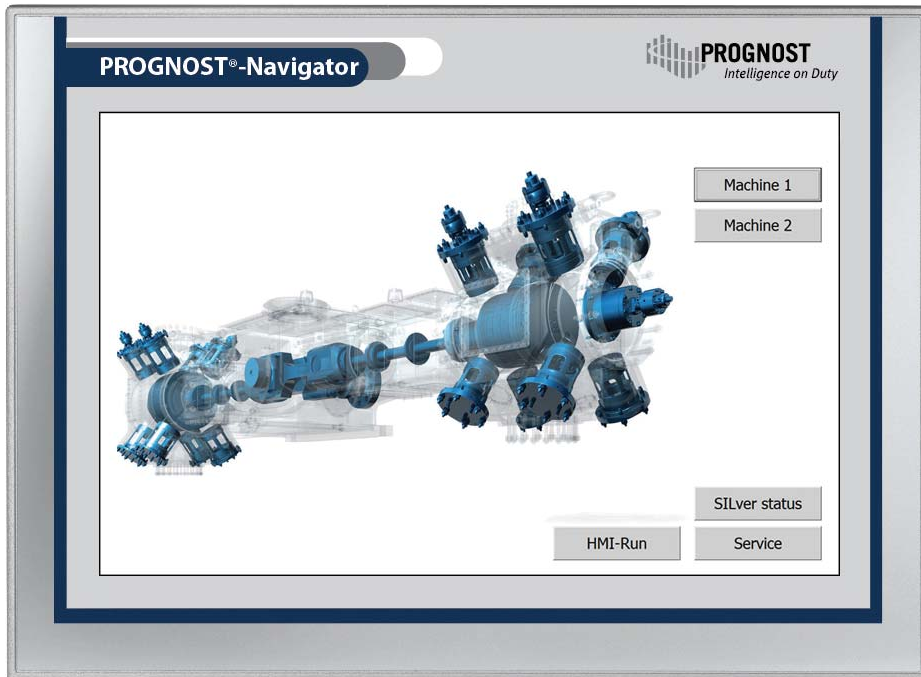 PROGNOST®-Navigator
PROGNOST
Intelligence on Duty
Machine 1
Machine 2
SILver status
HMI-Run
Service